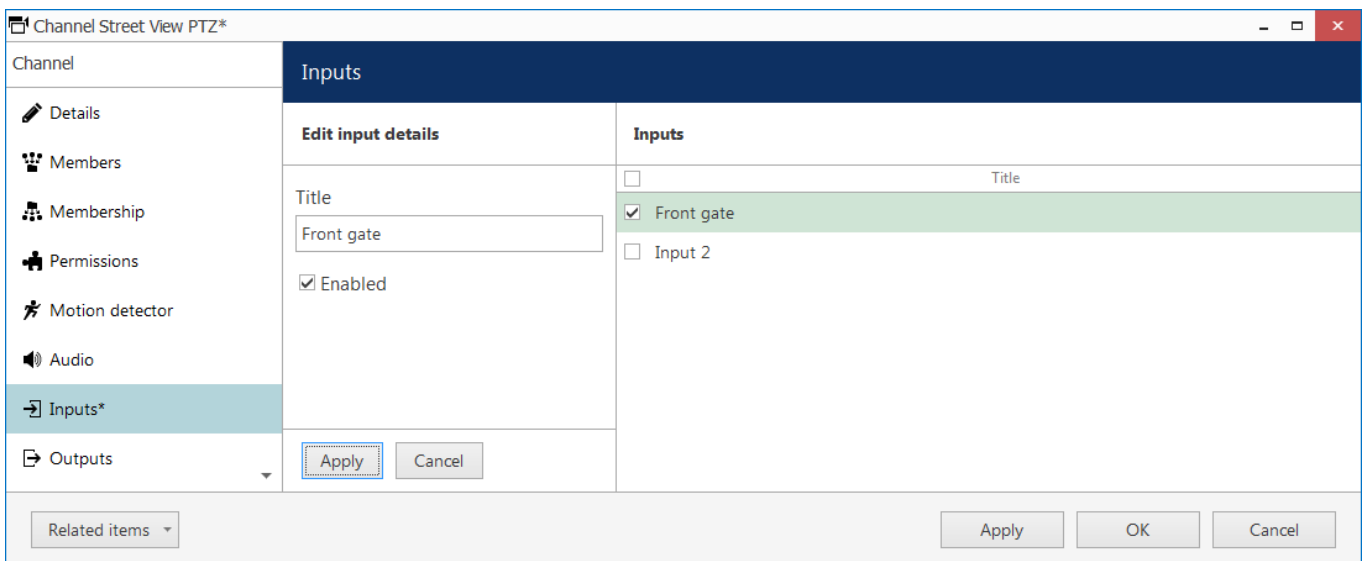 Channel Street View PTZ*
Channel
Details
Members
Membership
Permissions
Motion detector
Audio
Inputs*
Outputs
Inputs
Edit input details
Title
Front gate
Enabled
Apply Cancel
Inputs
Title
Front gate
Input 2
Related items
Apply OK Cancel